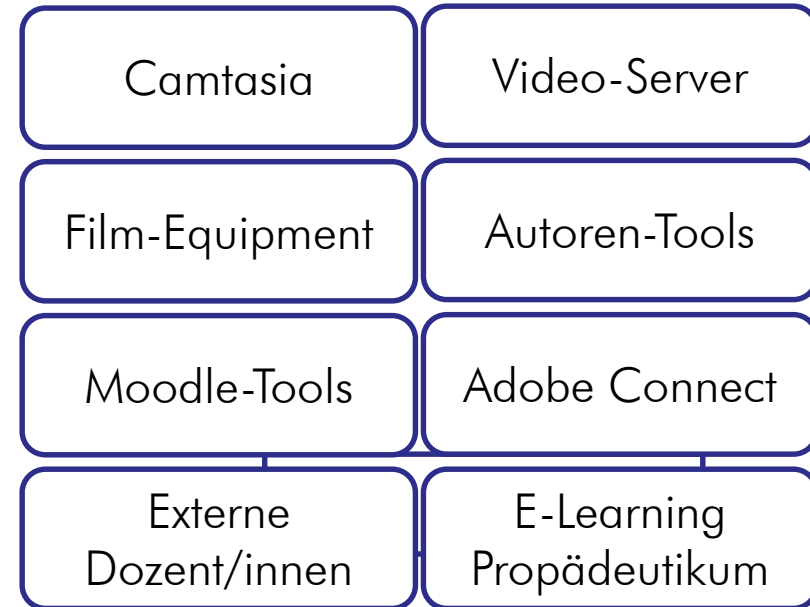 Camtasia
Video-Server
Film-Equipment
Autoren-Tools
Moodle-Tools
Adobe Connect
Externe
Dozent/innen
E-Learning
Propädeutikum